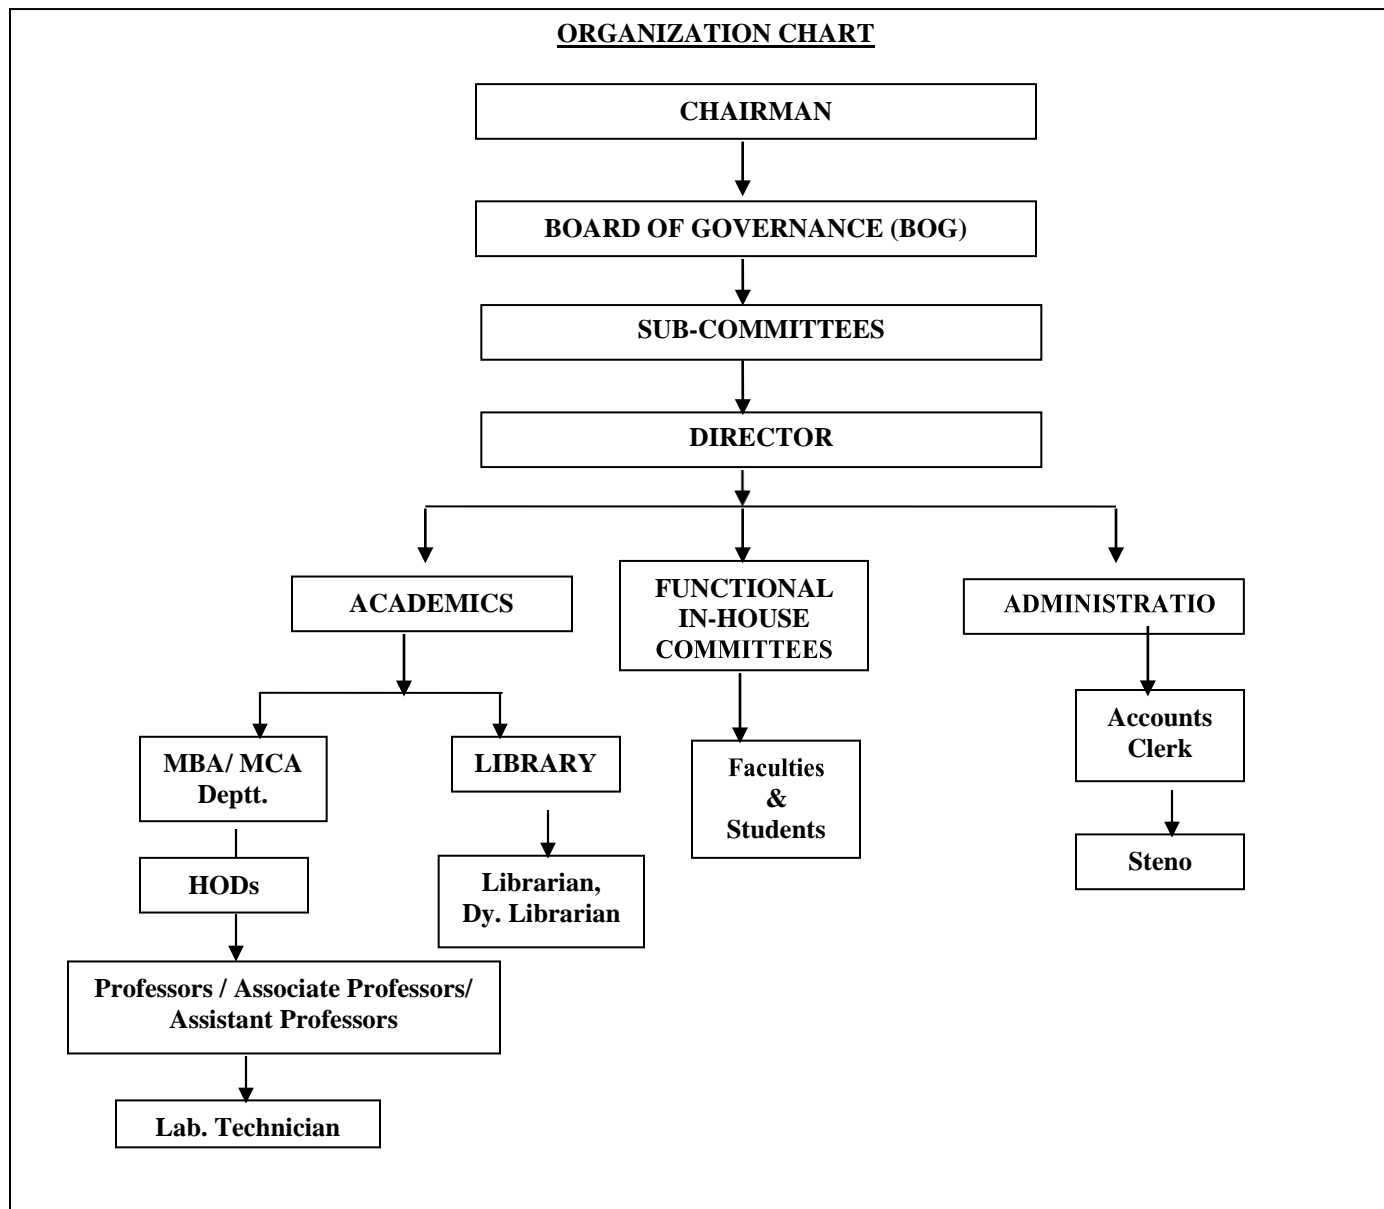 ORGANIZATION CHART
CHAIRMAN
BOARD OF GOVERNANCE (BOG)
SUB-COMMITTEES
DIRECTOR
ACADEMICS
FUNCTIONAL
IN-HOUSE
COMMITTEES
ADMINISTRATIO
MBA/ MCA
Deptt.
LIBRARY
Faculties
&
Students
Accounts
Clerk
HODs
Librarian,
Dy. Librarian
Steno
Professors / Associate Professors/
Assistant Professors
Lab. Technician